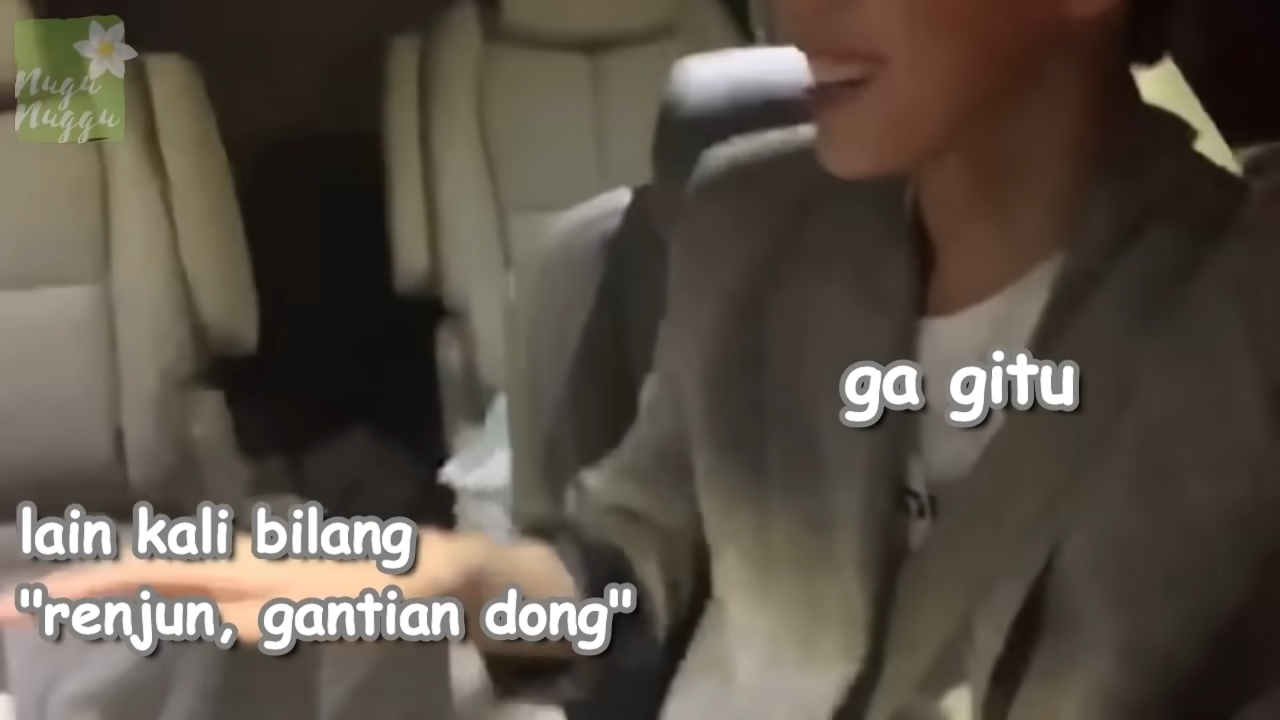 Nugu
Nuggu
ga gitu
lain kali bilang
"renjun, gantian dong"